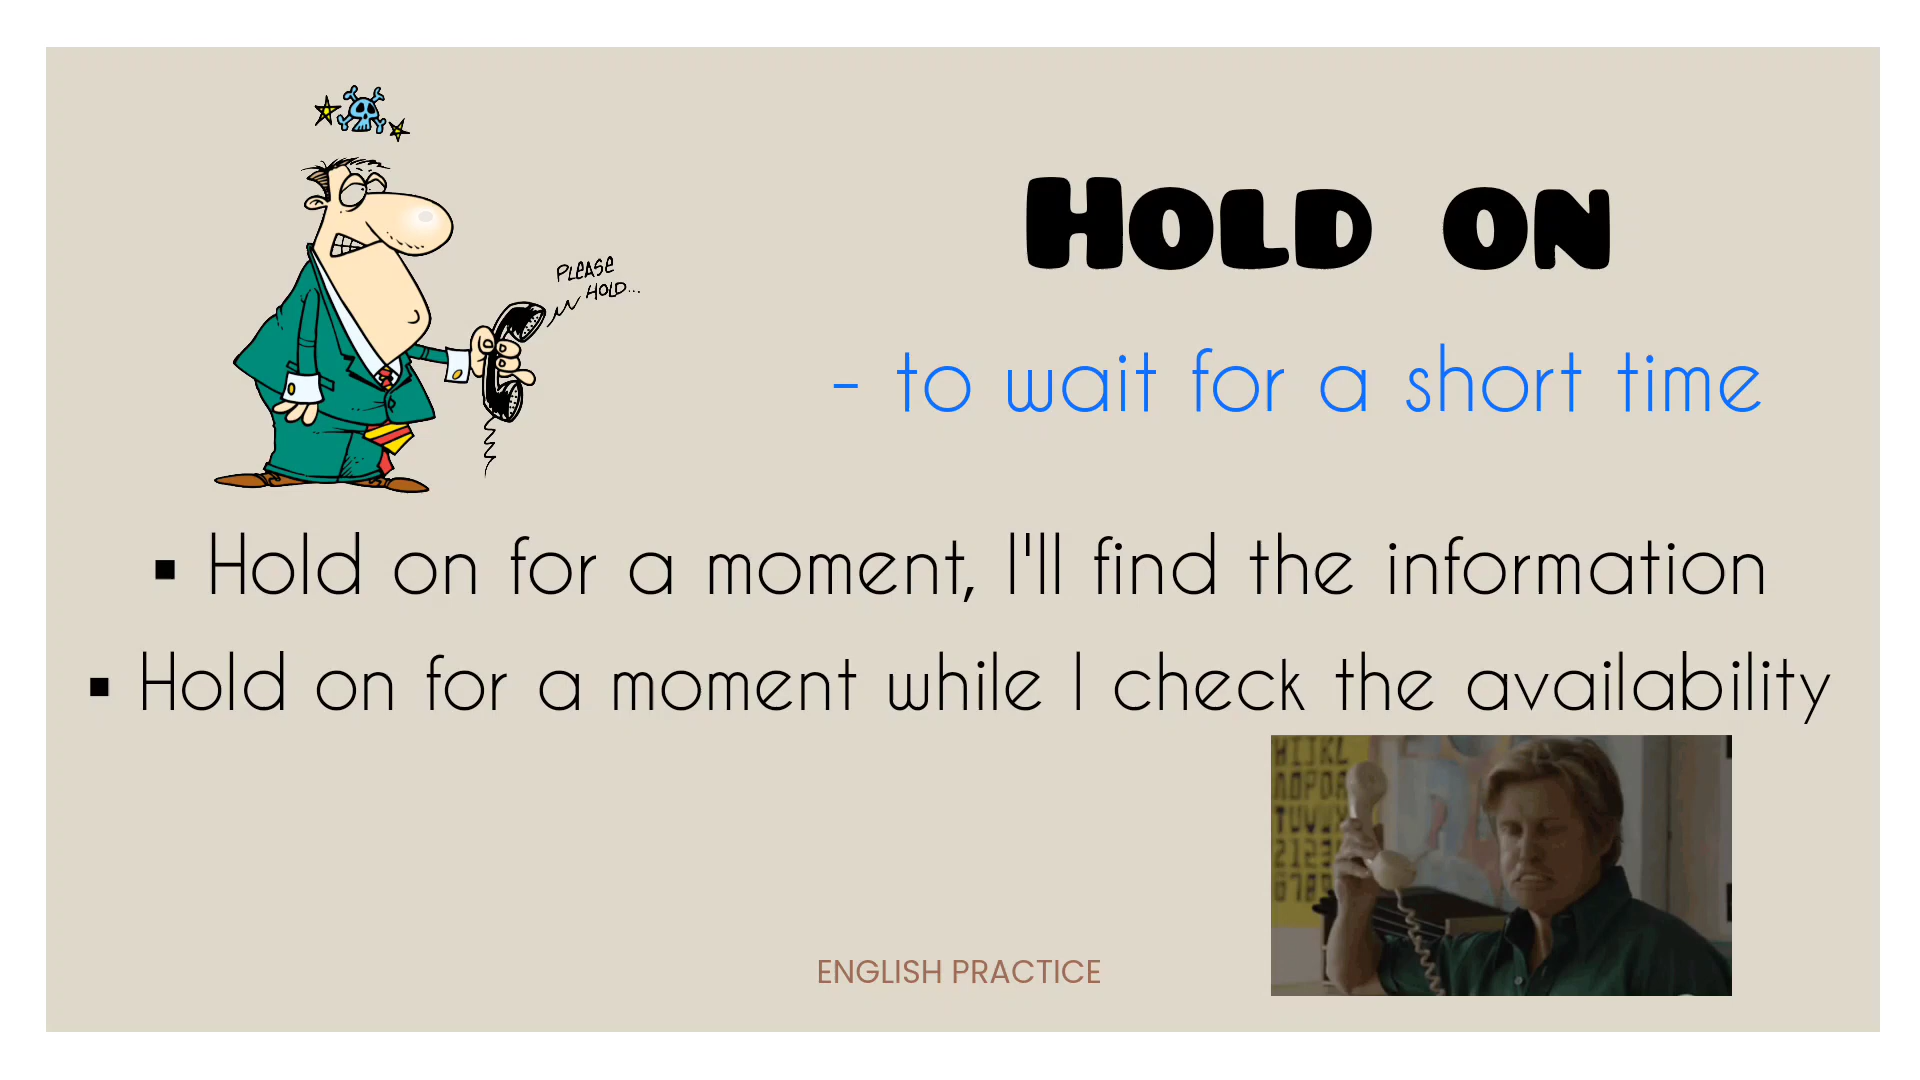 PLEASE
HOLD...
Hold on
- to wait for a short time
▪ Hold on for a moment, I'll find the information
▪ Hold on for a moment while I check the availability
ENGLISH PRACTICE